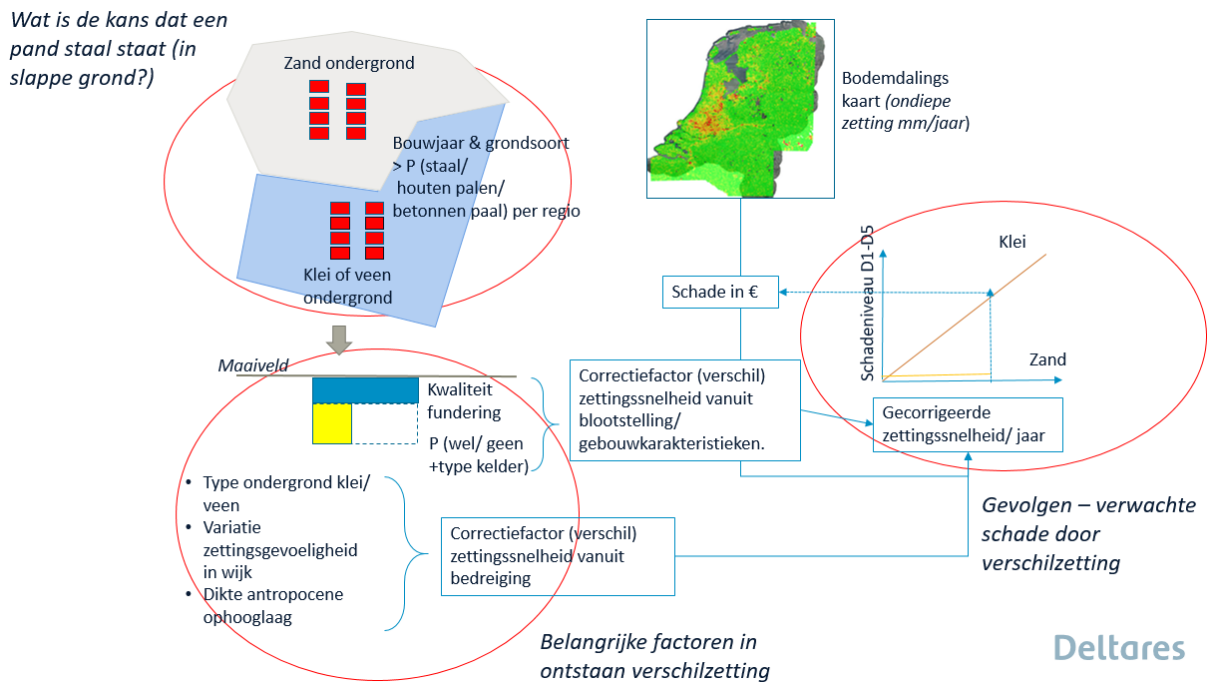 Wat is de kans dat een
pand staal staat (in
slappe grond?)
Zand ondergrond
Bouwjaar & grondsoort
> P (staal/
houten palen/
betonnen paal) per regio
Klei of veen
ondergrond
Bodemdalings
kaart (ondiepe
zetting mm/jaar)
Schade in €
Schadeniveau D1-D5
Klei
Zand
Maaiveld
Kwaliteit
fundering
P (wel/ geen
+type kelder)
Correctiefactor (verschil)
zettingssnelheid vanuit
blootstelling/
gebouwkarakteristieken.
Gecorrigeerde
zettingssnelheid/ jaar
• Type ondergrond klei/
veen
• Variatie
zettingsgevoeligheid
in wijk
• Dikte antropocene
ophooglaag
Correctiefactor (verschil)
zettingssnelheid vanuit
bedreiging
Gevolgen – verwachte
schade door
verschilzetting
Belangrijke factoren in
ontstaan verschilzetting
Deltares